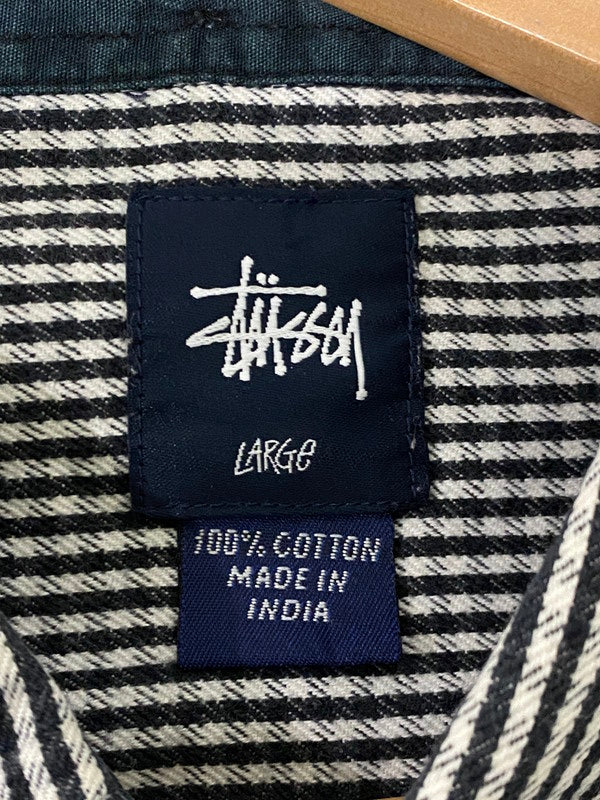 Stüssy
LARGe
100% COTTON
MADE IN
INDIA